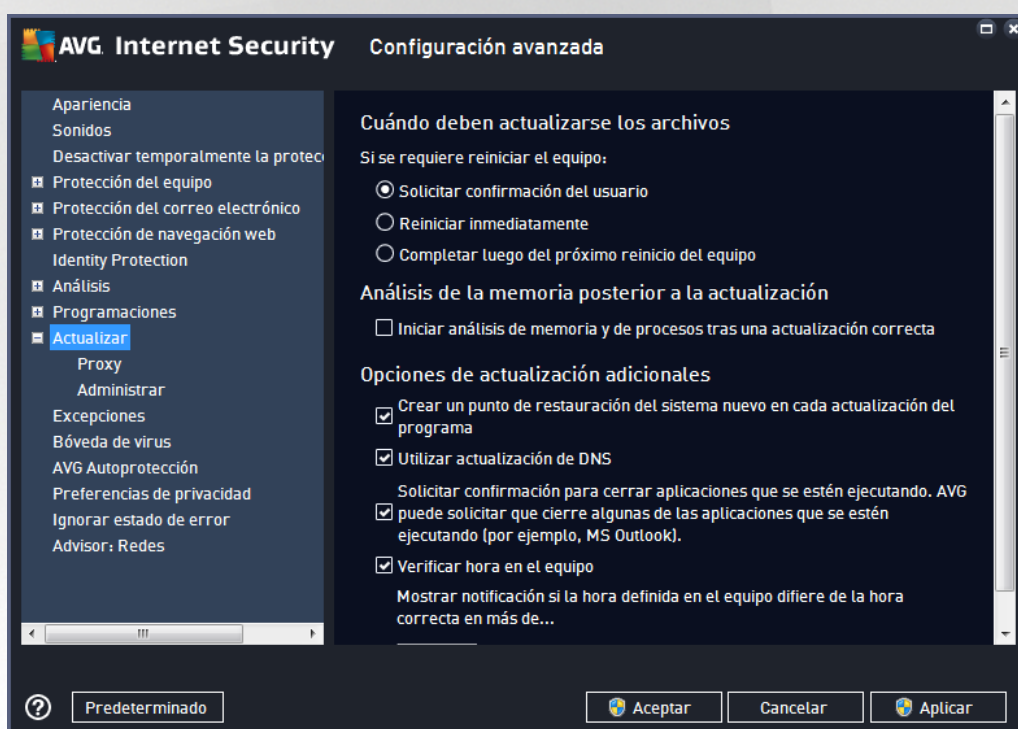 AVG. Internet Security
Configuración avanzada
Apariencia
Sonidos
Desactivar temporalmente la protec
Protección del equipo
Protección del correo electrónico
Protección de navegación web
Identity Protection
Análisis
Programaciones
Actualizar
Proxy
Administrar
Excepciones
Bóveda de virus
AVG Autoprotección
Preferencias de privacidad
Ignorar estado de error
Advisor: Redes
Cuándo deben actualizarse los archivos
Si se requiere reiniciar el equipo:
Solicitar confirmación del usuario
Reiniciar inmediatamente
Completar luego del próximo reinicio del equipo
Análisis de la memoria posterior a la actualización
Iniciar análisis de memoria y de procesos tras una actualización correcta
Opciones de actualización adicionales
Crear un punto de restauración del sistema nuevo en cada actualización del
programa
Utilizar actualización de DNS
Solicitar confirmación para cerrar aplicaciones que se estén ejecutando. AVG
puede solicitar que cierre algunas de las aplicaciones que se estén
ejecutando (por ejemplo, MS Outlook).
Verificar hora en el equipo
Mostrar notificación si la hora definida en el equipo difiere de la hora
correcta en más de...
Predeterminado
Aceptar
Cancelar
Aplicar